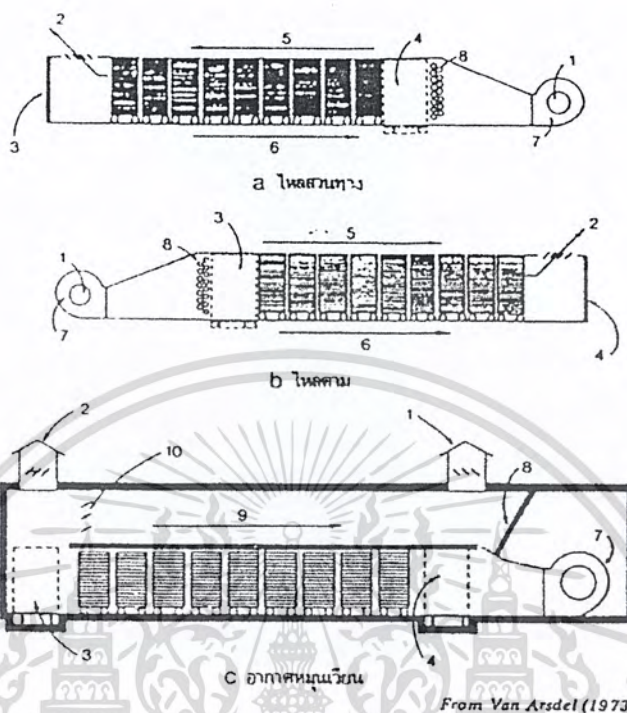 2 5 4 8 1
3 6 7
a ไหลสวนทาง
1 8 3 5 2
7 6 4
b ไหลตาม
2 10 1 8
9 7
3 4
c อากาศหมุนเวียน
From Van Arsdel (1973